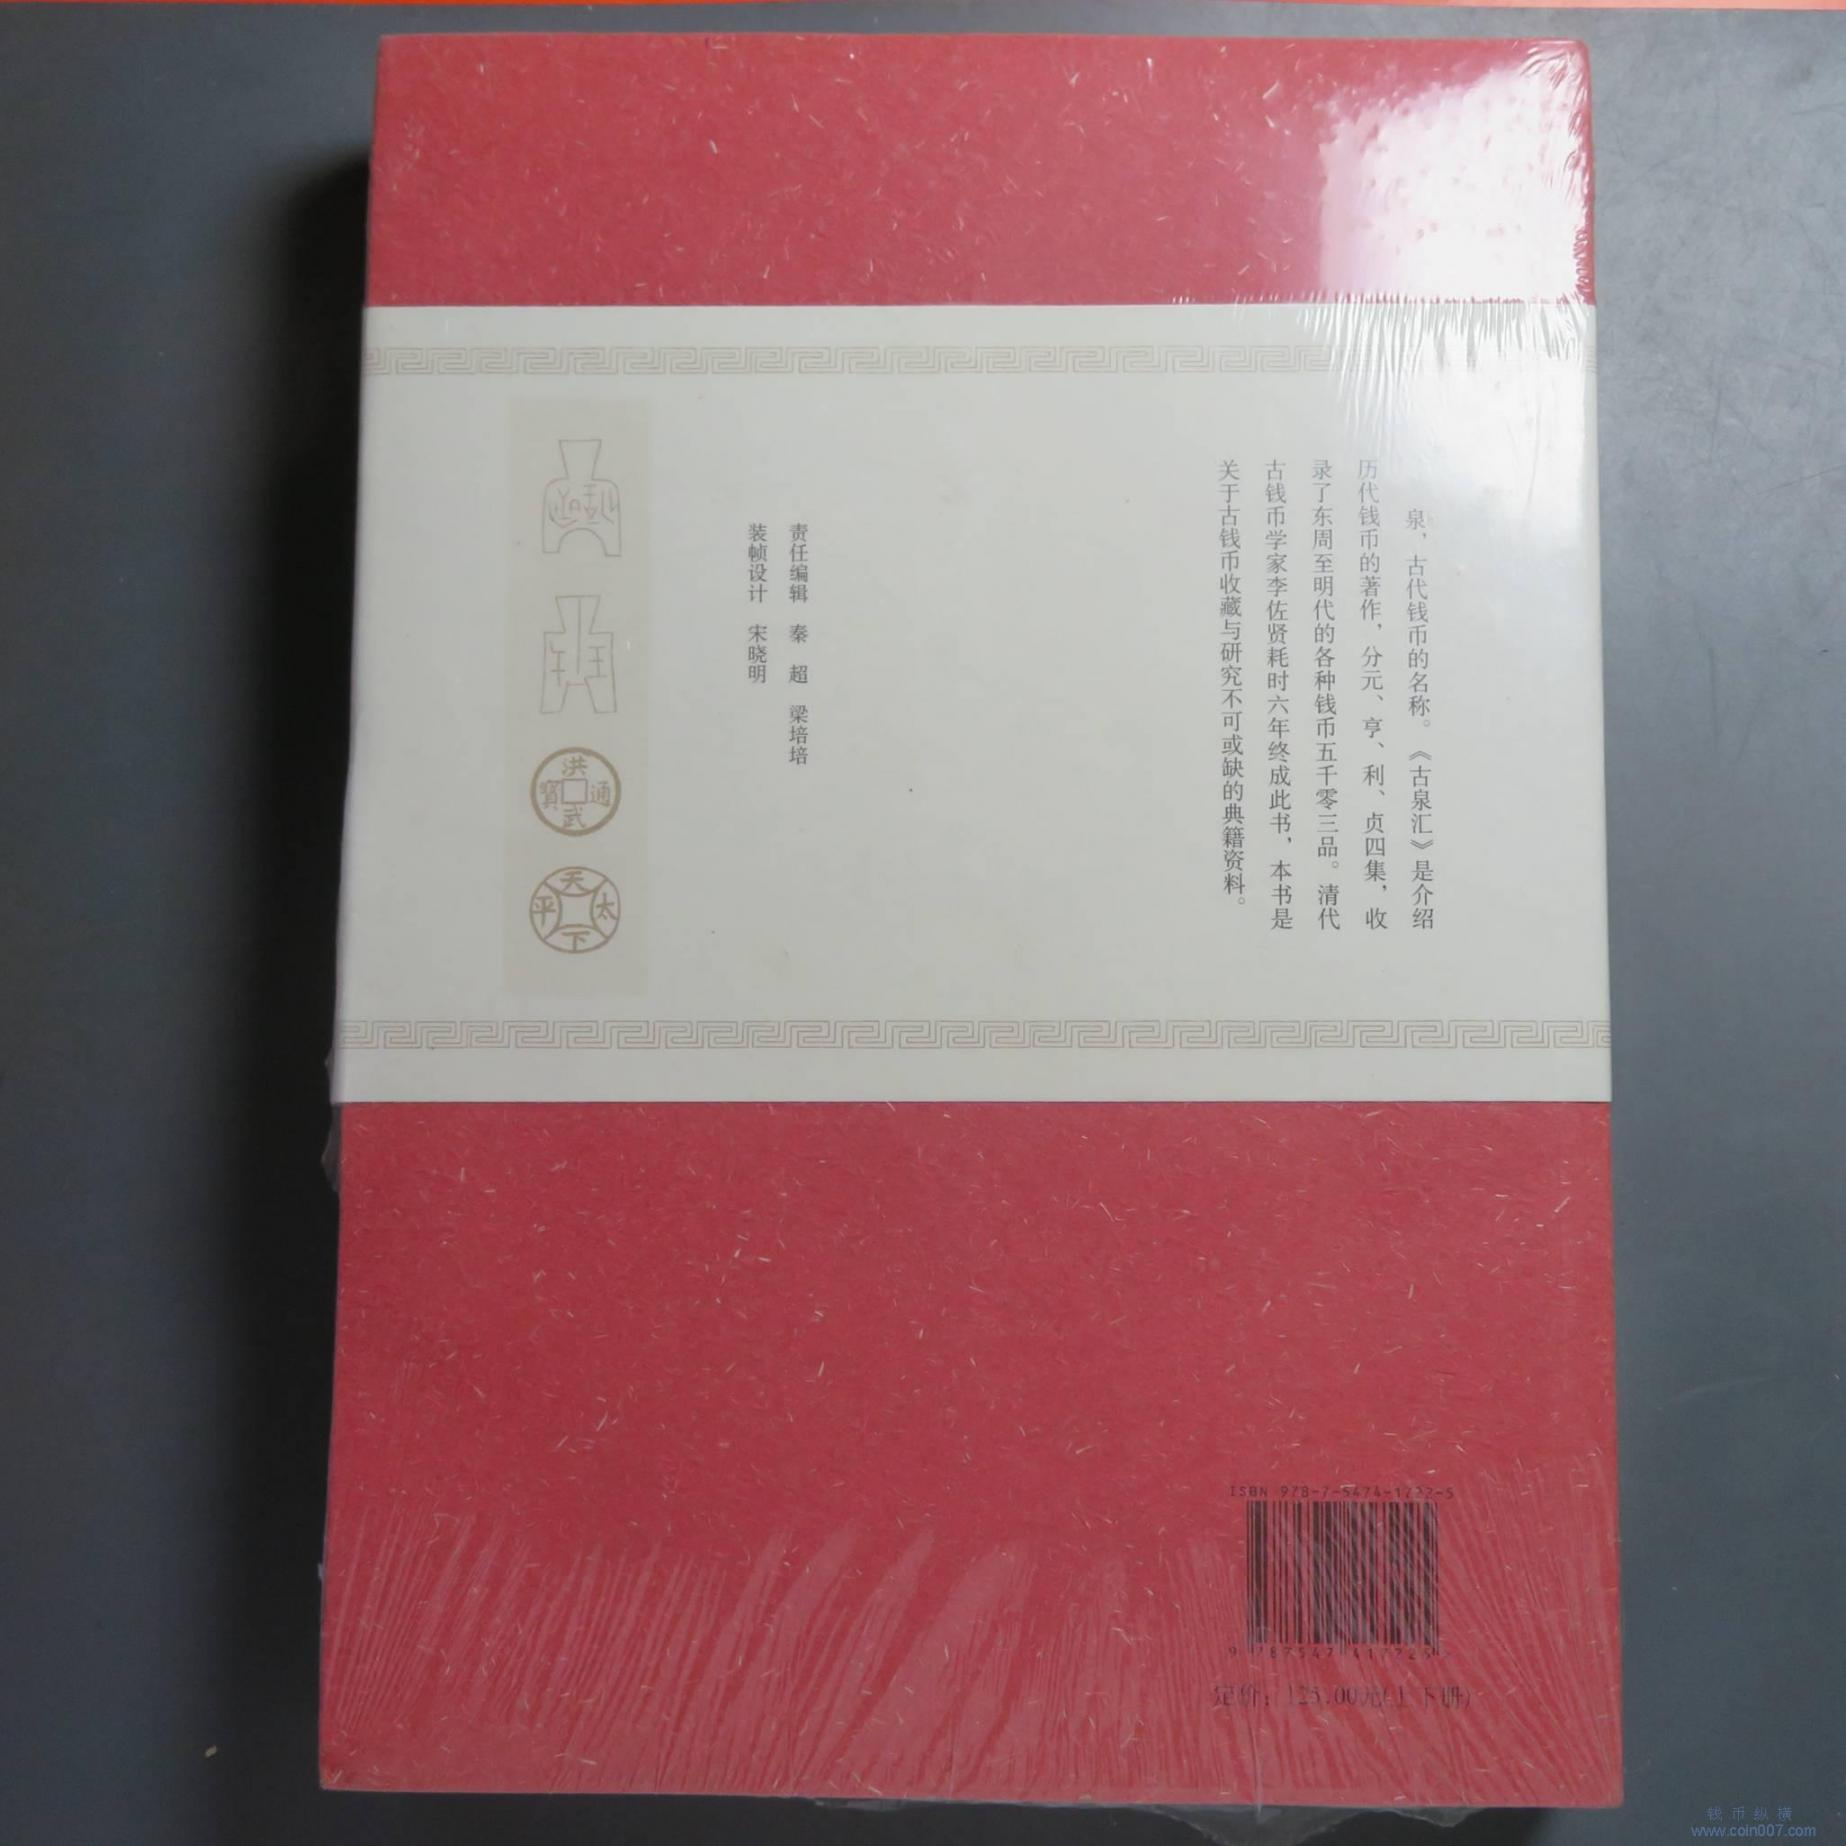 泉，古代钱币的名称。《古泉汇》是介绍
历代钱币的著作，分元、亨、利、贞四集，收
录了东周至明代的各种钱币五千零三品。清代
古钱币学家李佐贤耗时六年终成此书，本书是
关于古钱币收藏与研究不可或缺的典籍资料。
责任编辑 秦 超 梁培培
装帧设计 宋晓明
洪武通寶
天下太平
ISBN 978-7-5474-1722-5
9 787547 417225 >
定价：125.00元(上下册)
钱币纵横
www.coin007.com